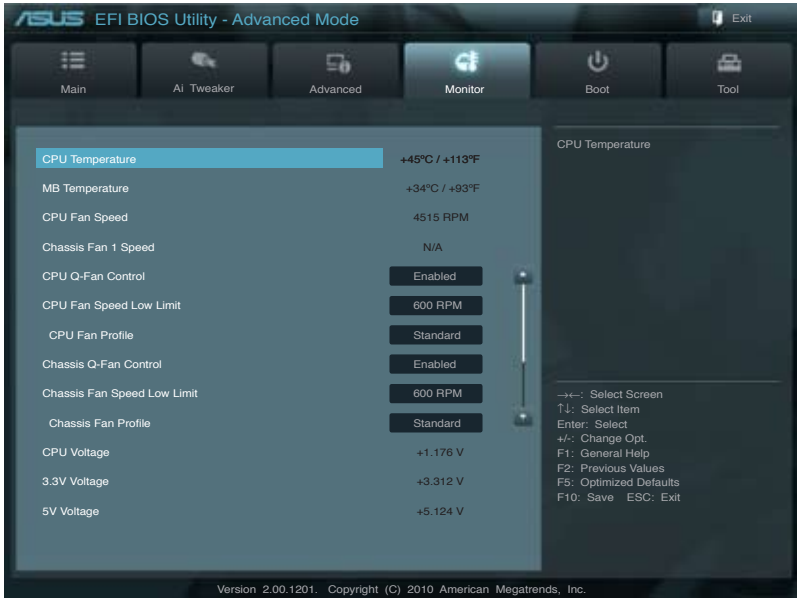 ASUS EFI BIOS Utility - Advanced Mode
Exit
Main
Ai Tweaker
Advanced
Monitor
Boot
Tool
CPU Temperature +45ºC / +113ºF
MB Temperature +34ºC / +93ºF
CPU Fan Speed 4515 RPM
Chassis Fan 1 Speed N/A
CPU Q-Fan Control Enabled
CPU Fan Speed Low Limit 600 RPM
CPU Fan Profile Standard
Chassis Q-Fan Control Enabled
Chassis Fan Speed Low Limit 600 RPM
Chassis Fan Profile Standard
CPU Voltage +1.176 V
3.3V Voltage +3.312 V
5V Voltage +5.124 V
CPU Temperature
→←: Select Screen
↑↓: Select Item
Enter: Select
+/-: Change Opt.
F1: General Help
F2: Previous Values
F5: Optimized Defaults
F10: Save ESC: Exit
Version 2.00.1201. Copyright (C) 2010 American Megatrends, Inc.